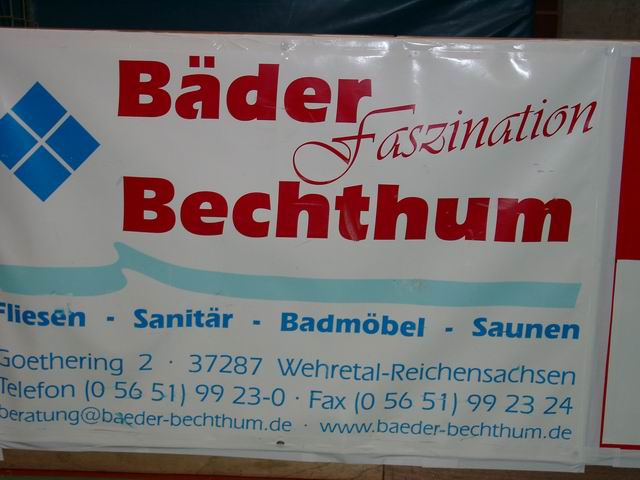 Bäder
Faszination
Bechthum
Fliesen - Sanitär - Badmöbel - Saunen
Goethering 2 · 37287 Wehretal-Reichensachsen
Telefon (0 56 51) 99 23-0 · Fax (0 56 51) 99 23 24
beratung@baeder-bechthum.de · www.baeder-bechthum.de